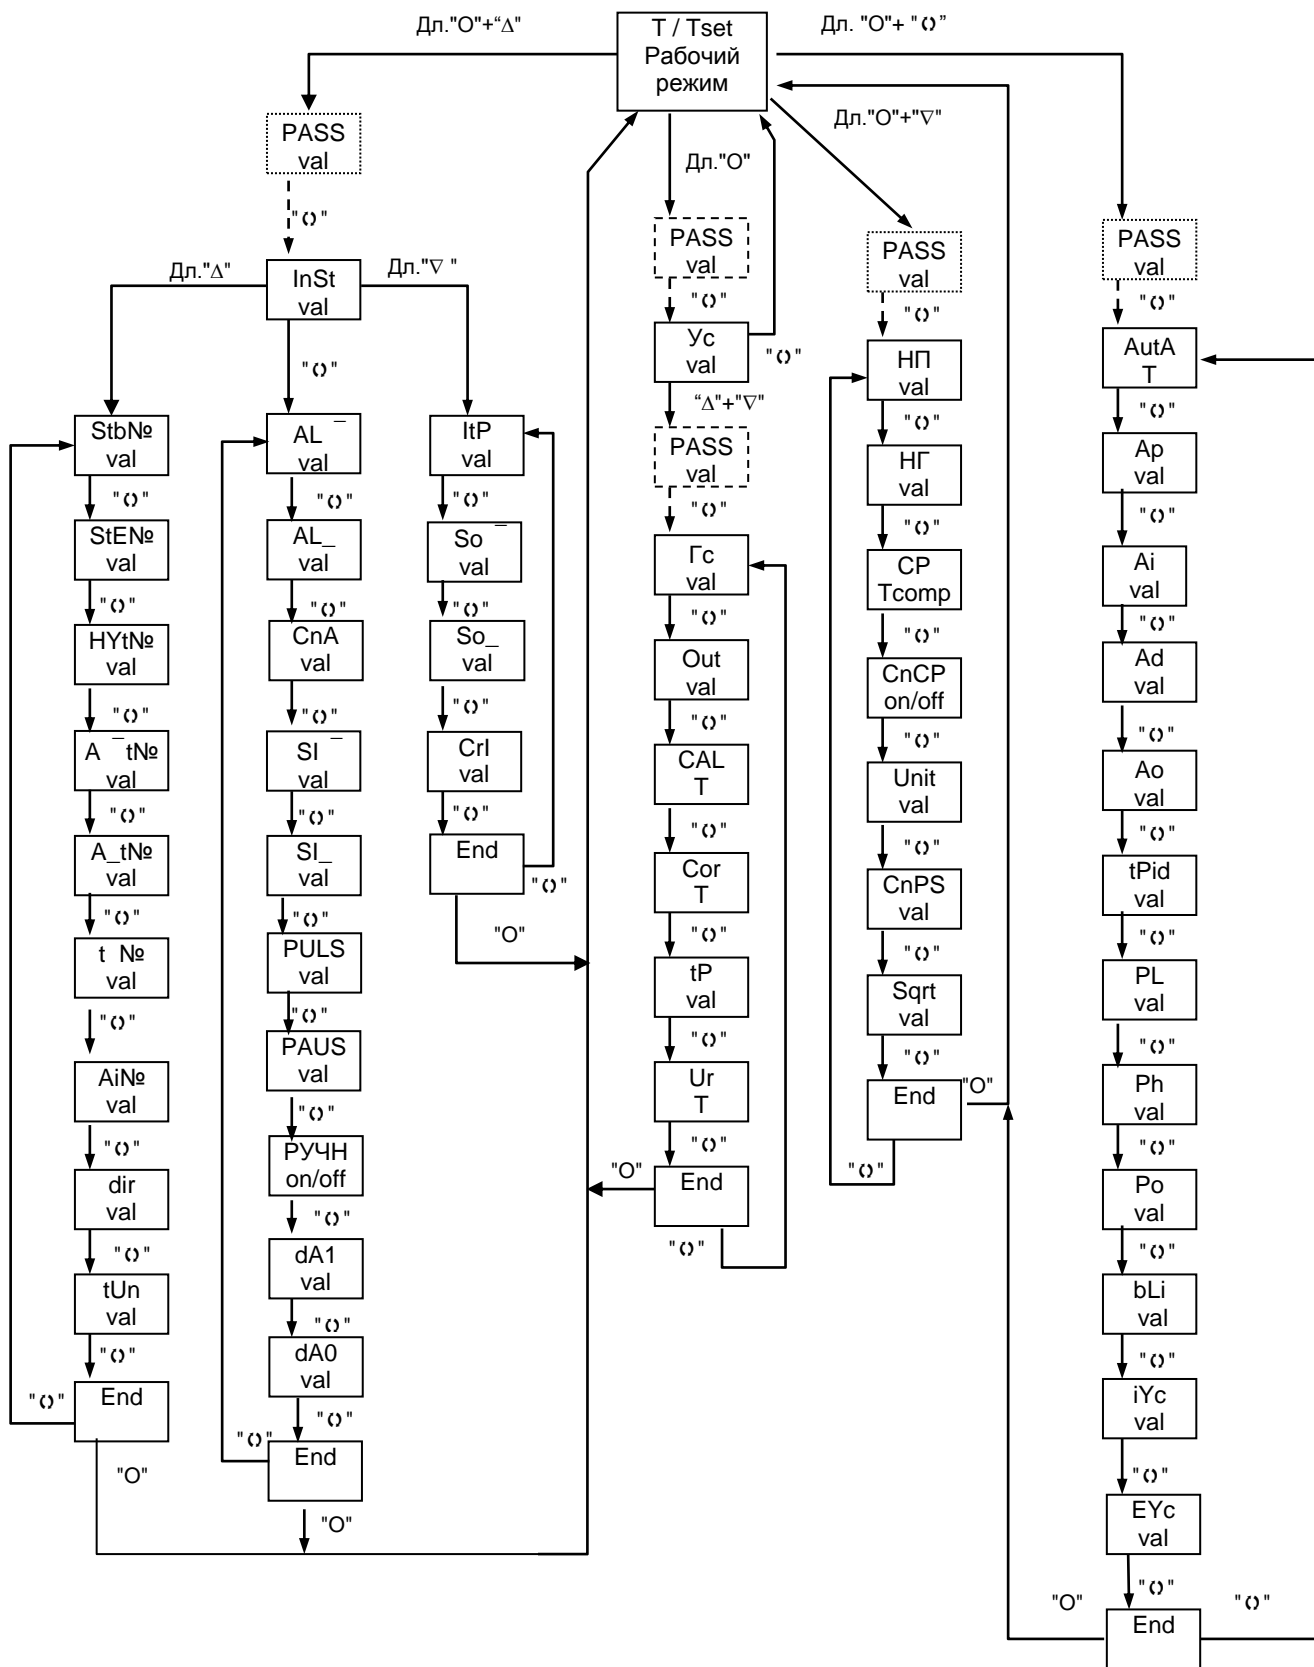 Дл."О"+“Δ"
T / Tset
Рабочий
режим
Дл. "О"+ "⟳"
PASS
val
"⟳"
Дл."О"
Дл."О"+"∇"
Дл."Δ"
InSt
val
Дл."∇ "
"⟳"
PASS
val
"⟳"
Ус
val
"⟳"
“Δ"+"∇"
PASS
val
"⟳"
PASS
val
"⟳"
PASS
val
"⟳"
Stb№
val
"⟳"
StE№
val
"⟳"
HYt№
val
"⟳"
A ¯ t№
val
"⟳"
A_t№
val
"⟳"
t №
val
"⟳"
Ai№
val
"⟳"
dir
val
"⟳"
tUn
val
"⟳"
End
"⟳"
"О"
AL ¯
val
"⟳"
AL_
val
"⟳"
CnA
val
"⟳"
SI ¯
val
"⟳"
SI_
val
"⟳"
PULS
val
"⟳"
PAUS
val
"⟳"
РУЧН
on/off
"⟳"
dA1
val
"⟳"
dA0
val
"⟳"
"⟳"
End
"О"
ItP
val
"⟳"
So ¯
val
"⟳"
So_
val
"⟳"
CrI
val
"⟳"
End
"⟳"
"О"
Гс
val
"⟳"
Out
val
"⟳"
CAL
T
"⟳"
Cor
T
"⟳"
tP
val
"⟳"
Ur
T
"⟳"
"О"
End
"⟳"
НП
val
"⟳"
НГ
val
"⟳"
CP
Tcomp
"⟳"
CnCP
on/off
"⟳"
Unit
val
"⟳"
CnPS
val
"⟳"
Sqrt
val
"⟳"
End
"О"
"⟳"
AutA
T
"⟳"
Ap
val
"⟳"
Ai
val
"⟳"
Ad
val
"⟳"
Ao
val
"⟳"
tPid
val
"⟳"
PL
val
"⟳"
Ph
val
"⟳"
Po
val
"⟳"
bLi
val
"⟳"
iYc
val
"⟳"
EYc
val
"⟳"
"О"
End
"⟳"